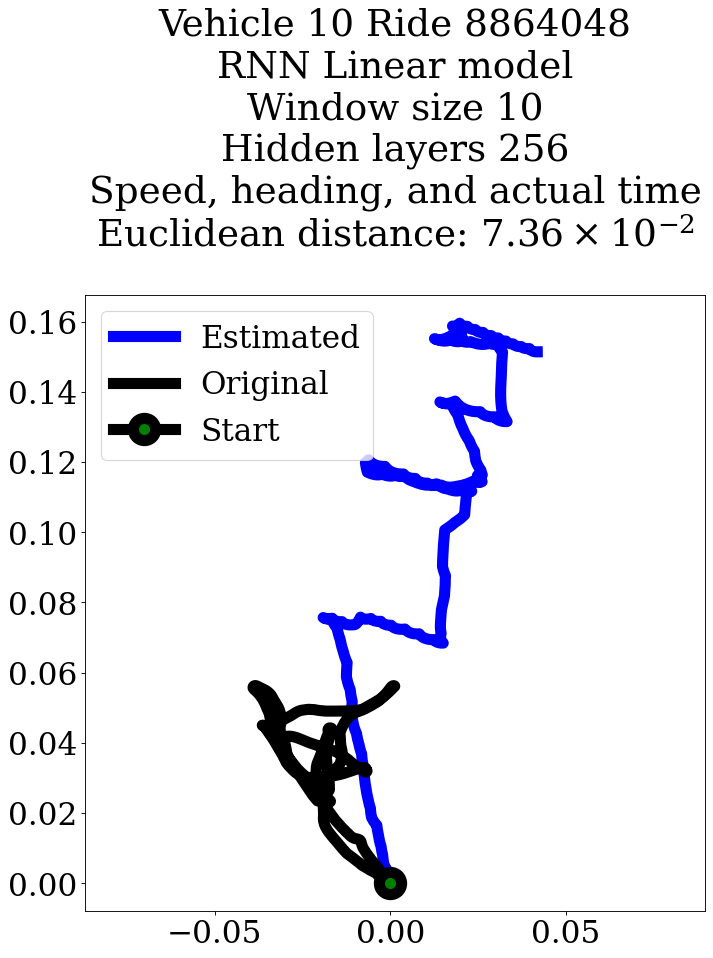 Vehicle 10 Ride 8864048
RNN Linear model
Window size 10
Hidden layers 256
Speed, heading, and actual time
Euclidean distance: 7.36 × 10⁻²
Estimated
Original
Start
0.16
0.14
0.12
0.10
0.08
0.06
0.04
0.02
0.00
−0.05 0.00 0.05